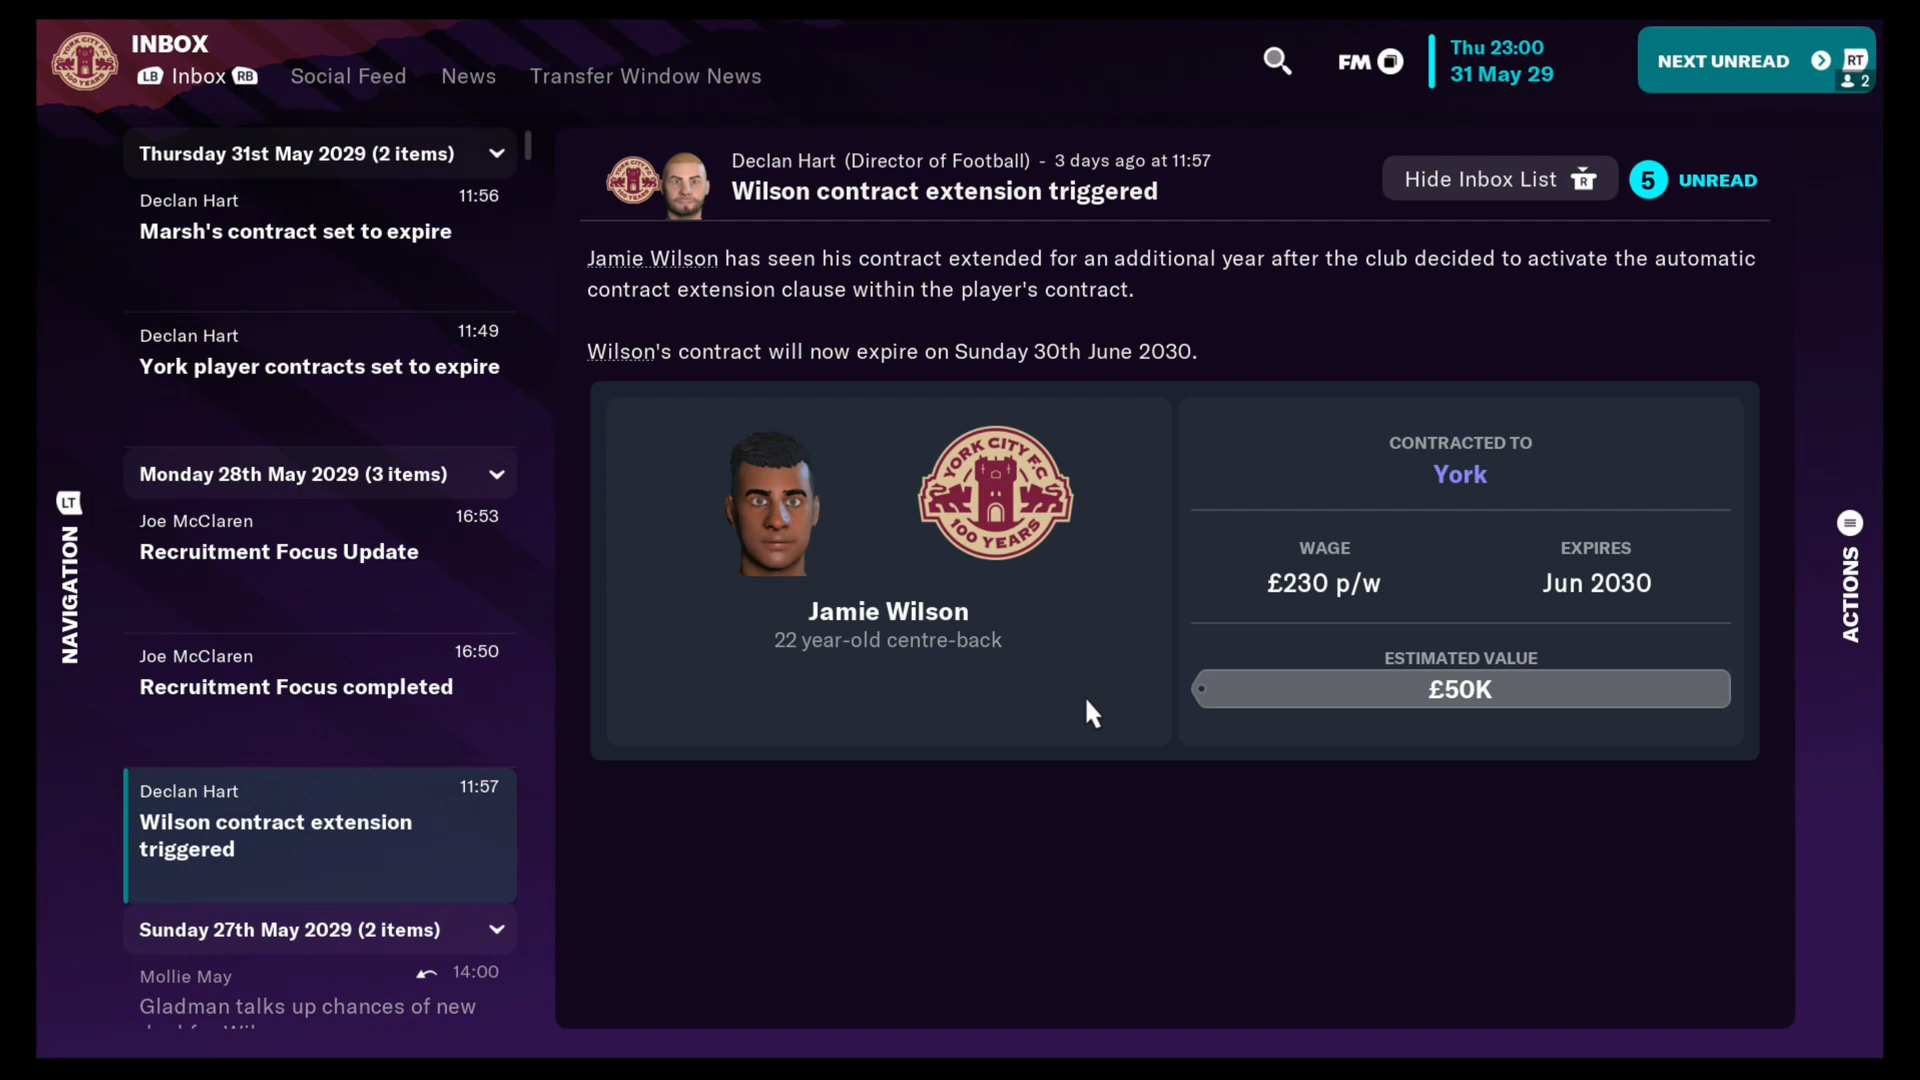 INBOX
LB Inbox RB Social Feed News Transfer Window News
FM
Thu 23:00
31 May 29
NEXT UNREAD RT
2
Thursday 31st May 2029 (2 items)
Declan Hart 11:56
Marsh's contract set to expire
Declan Hart 11:49
York player contracts set to expire
Monday 28th May 2029 (3 items)
Joe McClaren 16:53
Recruitment Focus Update
Joe McClaren 16:50
Recruitment Focus completed
Declan Hart 11:57
Wilson contract extension
triggered
Sunday 27th May 2029 (2 items)
Mollie May 14:00
Gladman talks up chances of new
LT
NAVIGATION
Declan Hart (Director of Football) - 3 days ago at 11:57
Wilson contract extension triggered
Hide Inbox List R
5 UNREAD
Jamie Wilson has seen his contract extended for an additional year after the club decided to activate the automatic
contract extension clause within the player's contract.
Wilson's contract will now expire on Sunday 30th June 2030.
YORK CITY F.C.
100 YEARS
Jamie Wilson
22 year-old centre-back
CONTRACTED TO
York
WAGE EXPIRES
£230 p/w Jun 2030
ESTIMATED VALUE
£50K
ACTIONS